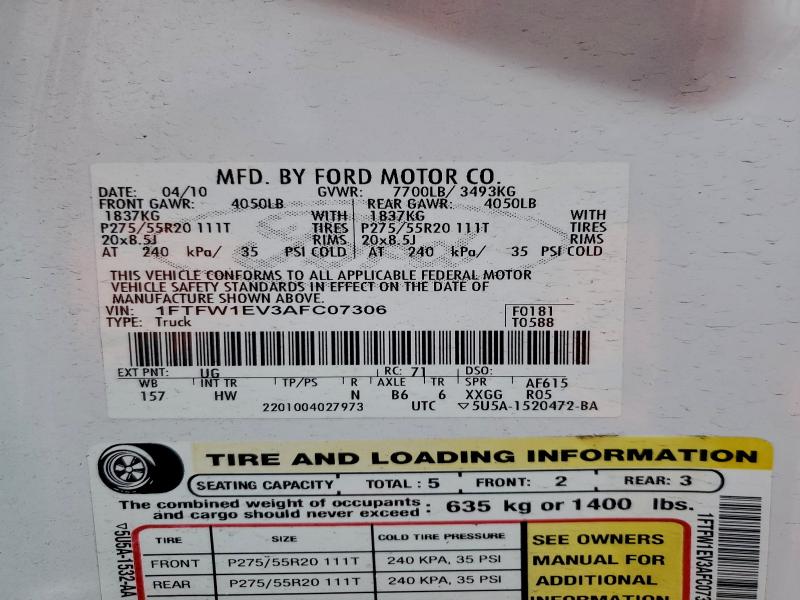 MFD. BY FORD MOTOR CO.
DATE: 04/10 GVWR: 7700LB/ 3493KG
FRONT GAWR: 4050LB REAR GAWR: 4050LB
1837KG WITH 1837KG WITH
P275/55R20 111T TIRES P275/55R20 111T TIRES
20x8.5J RIMS 20x8.5J RIMS
AT 240 kPa/ 35 PSI COLD AT 240 kPa/ 35 PSI COLD
THIS VEHICLE CONFORMS TO ALL APPLICABLE FEDERAL MOTOR
VEHICLE SAFETY STANDARDS IN EFFECT ON THE DATE OF
MANUFACTURE SHOWN ABOVE.
VIN: 1FTFW1EV3AFC07306 F0181
TYPE: Truck T0588
EXT PNT: UG RC: 71 DSO:
WB INT TR TP/PS R AXLE TR SPR AF615
157 HW N B6 6 XXGG R05
2201004027973 UTC ▽5U5A-1520472-BA
TIRE AND LOADING INFORMATION
SEATING CAPACITY TOTAL : 5 FRONT: 2 REAR: 3
The combined weight of occupants
and cargo should never exceed : 635 kg or 1400 lbs.
TIRE SIZE COLD TIRE PRESSURE SEE OWNERS
FRONT P275/55R20 111T 240 KPA, 35 PSI MANUAL FOR
REAR P275/55R20 111T 240 KPA, 35 PSI ADDITIONAL
INFORMATION
▽5U5A-1532-AA
1FTFW1EV3AFC073